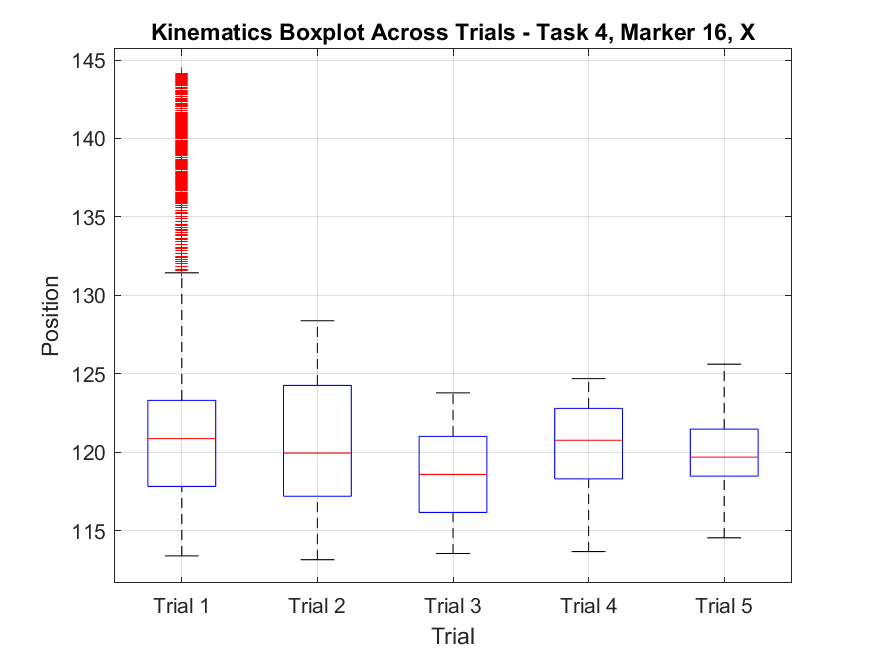 Kinematics Boxplot Across Trials - Task 4, Marker 16, X
145
140
135
130
125
120
115
Position
Trial 1 Trial 2 Trial 3 Trial 4 Trial 5
Trial